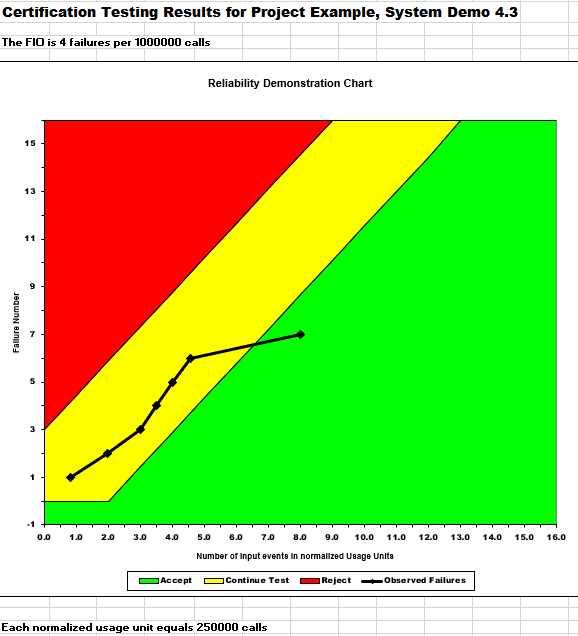 Certification Testing Results for Project Example, System Demo 4.3
The FIO is 4 failures per 1000000 calls
Reliability Demonstration Chart
15
13
11
9
7
5
3
1
-1
Failure Number
0.0 1.0 2.0 3.0 4.0 5.0 6.0 7.0 8.0 9.0 10.0 11.0 12.0 13.0 14.0 15.0 16.0
Number of input events in normalized Usage Units
Accept Continue Test Reject Observed Failures
Each normalized usage unit equals 250000 calls